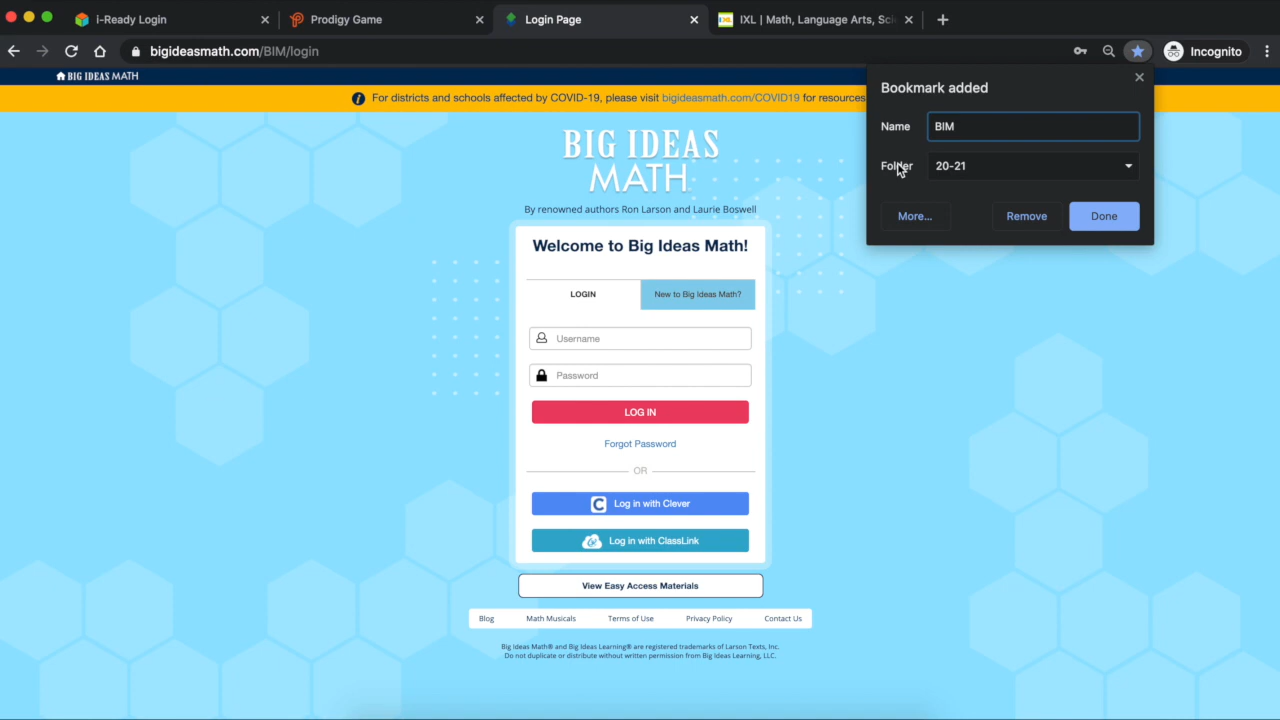 i-Ready Login
Prodigy Game
Login Page
IXL | Math, Language Arts, Sci
bigideasmath.com/BIM/login
Incognito
BIG IDEAS MATH
For districts and schools affected by COVID-19, please visit bigideasmath.com/COVID19 for resources
Bookmark added
Name
BIM
Folder
20-21
More...
Remove
Done
BIG IDEAS
MATH
By renowned authors Ron Larson and Laurie Boswell
Welcome to Big Ideas Math!
LOGIN
New to Big Ideas Math?
Username
Password
LOG IN
Forgot Password
OR
C Log in with Clever
Log in with ClassLink
View Easy Access Materials
Blog Math Musicals Terms of Use Privacy Policy Contact Us
Big Ideas Math® and Big Ideas Learning® are registered trademarks of Larson Texts, Inc.
Do not duplicate or distribute without written permission from Big Ideas Learning, LLC.